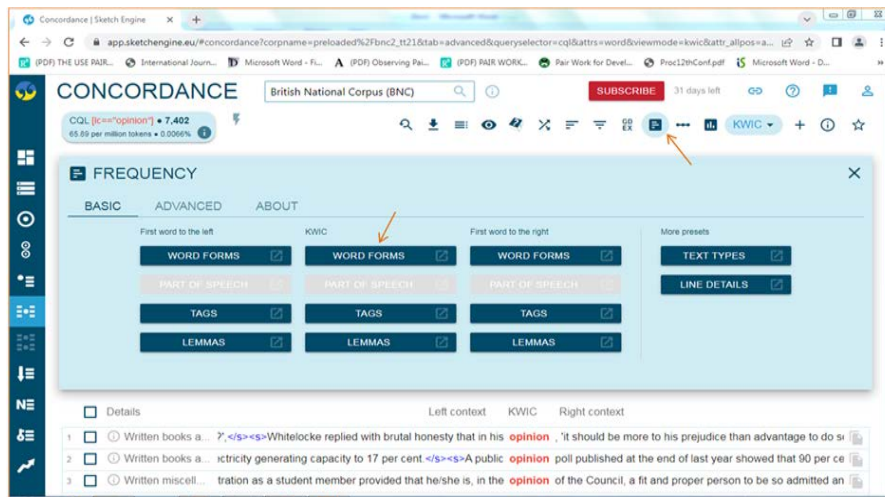 Concordance | Sketch Engine
app.sketchengine.eu/#concordance?corpname=preloaded%2Fbnc2_tt21&tab=advanced&queryselector=cql&attrs=word&viewmode=kwic&attr_allpos=a...
(PDF) THE USE PAIR... International Journ... Microsoft Word - Fi... (PDF) Observing Pai... (PDF) PAIR WORK... Pair Work for Devel... Proc12thConf.pdf Microsoft Word - D...
CONCORDANCE British National Corpus (BNC) SUBSCRIBE 31 days left
CQL [lc=="opinion"] • 7,402
65.89 per million tokens • 0.0066%
GD EX KWIC
FREQUENCY
BASIC ADVANCED ABOUT
First word to the left KWIC First word to the right More presets
WORD FORMS WORD FORMS WORD FORMS TEXT TYPES
PART OF SPEECH PART OF SPEECH PART OF SPEECH LINE DETAILS
TAGS TAGS TAGS
LEMMAS LEMMAS LEMMAS
Details Left context KWIC Right context
1 Written books a... ?',</s><s>Whitelocke replied with brutal honesty that in his opinion , 'it should be more to his prejudice than advantage to do s
2 Written books a... ctricity generating capacity to 17 per cent.</s><s>A public opinion poll published at the end of last year showed that 90 per ce
3 Written miscell... tration as a student member provided that he/she is, in the opinion of the Council, a fit and proper person to be so admitted an